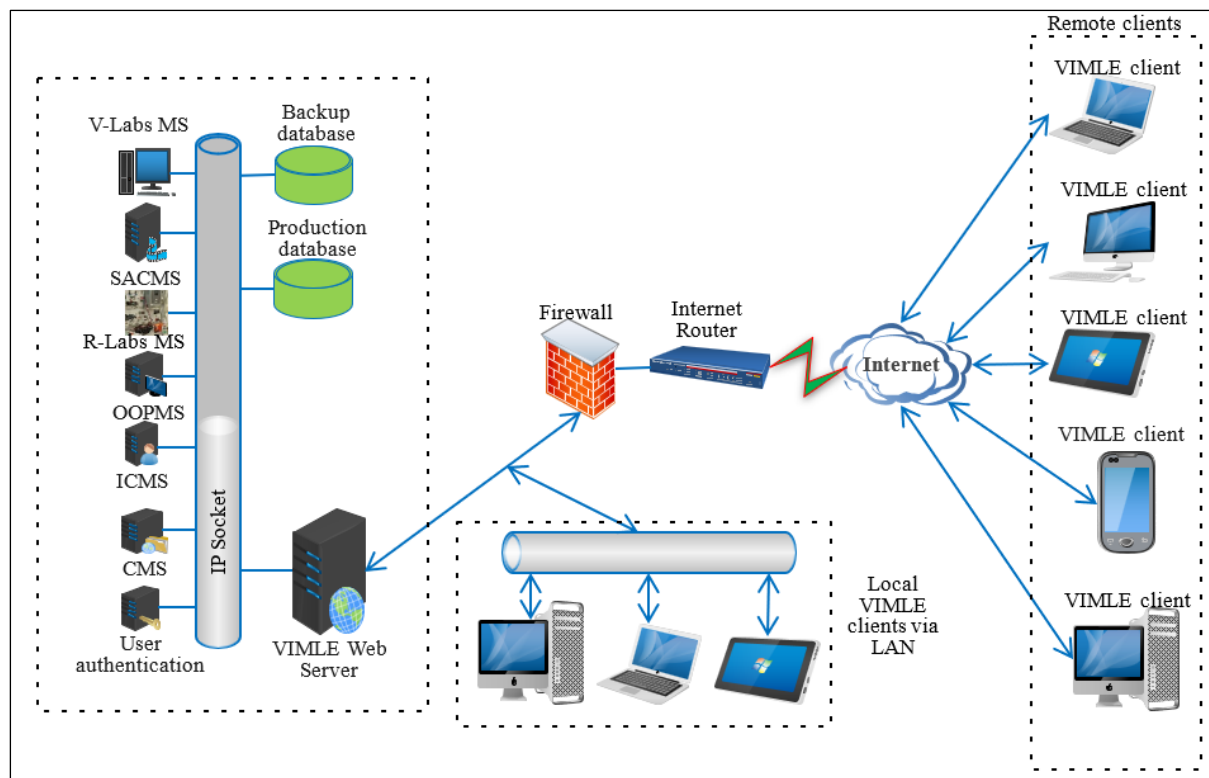 Remote clients
VIMLE client
V-Labs MS
Backup
database
SACMS
Production
database
R-Labs MS
OOPMS
ICMS
CMS
User
authentication
IP Socket
VIMLE Web
Server
Firewall
Internet
Router
Internet
Local
VIMLE
clients via
LAN
VIMLE client
VIMLE client
VIMLE client
VIMLE client